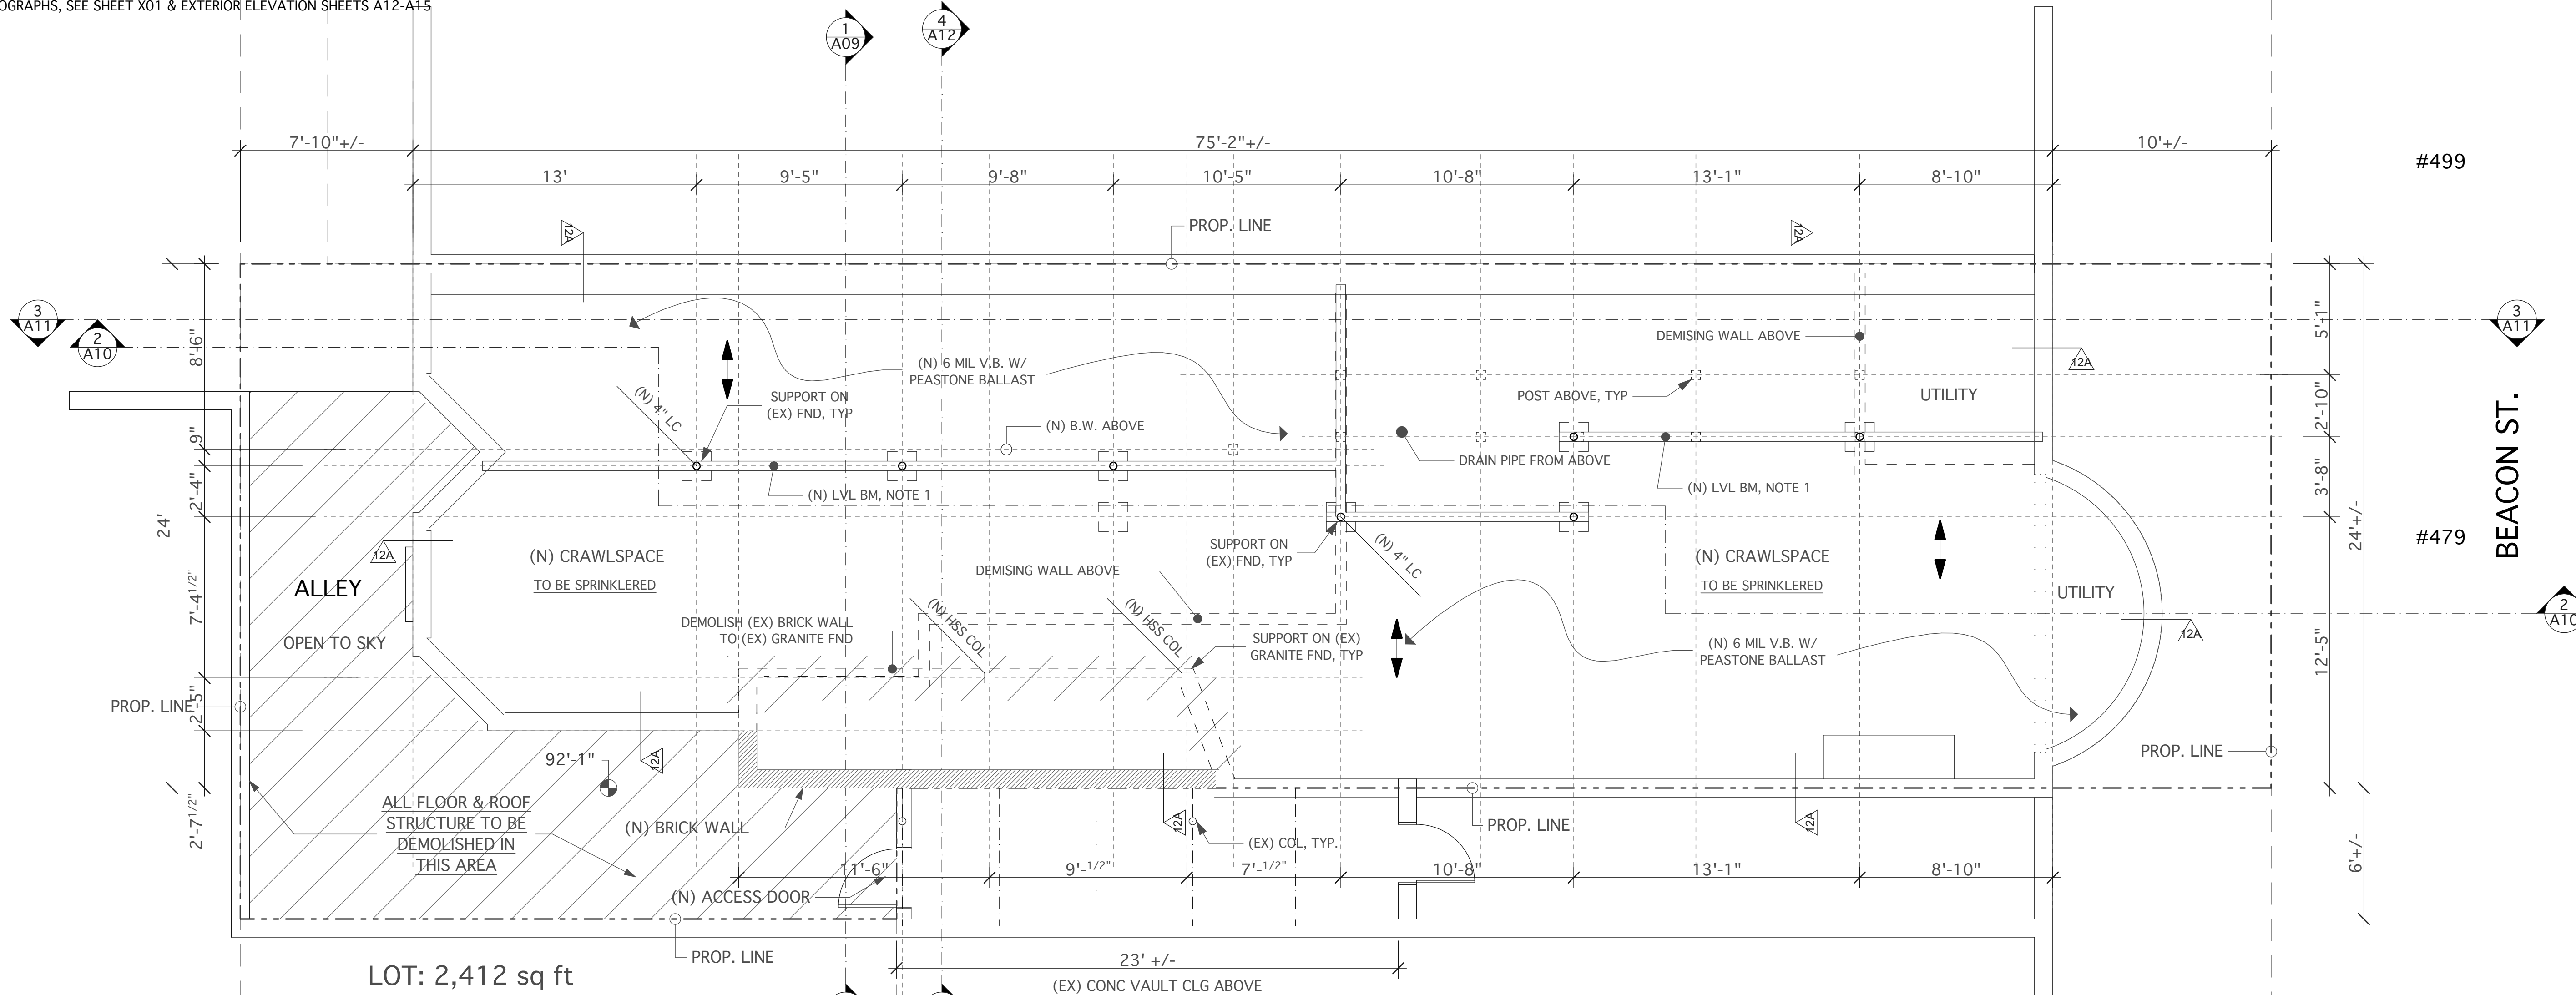 OGRAPHS, SEE SHEET X01 & EXTERIOR ELEVATION SHEETS A12-A15
1
A09
4
A12
7'-10"+/-
75'-2"+/-
10'+/-
#499
13'
9'-5"
9'-8"
10'-5"
10'-8"
13'-1"
8'-10"
12A
PROP. LINE
12A
3
A11
2
A10
3
A11
8'-6"
5'-1"
DEMISING WALL ABOVE
12A
(N) 6 MIL V.B. W/
PEASTONE BALLAST
(N) 4" LC
SUPPORT ON
(EX) FND, TYP
POST ABOVE, TYP
UTILITY
2'-10"
(N) B.W. ABOVE
9"
DRAIN PIPE FROM ABOVE
BEACON ST.
2'-4"
(N) LVL BM, NOTE 1
(N) LVL BM, NOTE 1
3'-8"
24'
24'+/-
#479
12A
(N) CRAWLSPACE
TO BE SPRINKLERED
SUPPORT ON
(EX) FND, TYP
(N) 4" LC
(N) CRAWLSPACE
TO BE SPRINKLERED
DEMISING WALL ABOVE
ALLEY
7'-4 1/2"
UTILITY
2
A10
OPEN TO SKY
DEMOLISH (EX) BRICK WALL
TO (EX) GRANITE FND
(N) HSS COL
(N) HSS COL
SUPPORT ON (EX)
GRANITE FND, TYP
12A
(N) 6 MIL V.B. W/
PEASTONE BALLAST
12'-5"
PROP. LINE
2'-5"
PROP. LINE
92'-1"
12A
ALL FLOOR & ROOF
STRUCTURE TO BE
DEMOLISHED IN
THIS AREA
2'-7 1/2"
(N) BRICK WALL
12A
(EX) COL, TYP.
PROP. LINE
12A
6'+/-
11'-6"
9'-1/2"
7'-1/2"
10'-8"
13'-1"
8'-10"
(N) ACCESS DOOR
PROP. LINE
23' +/-
LOT: 2,412 sq ft
(EX) CONC VAULT CLG ABOVE